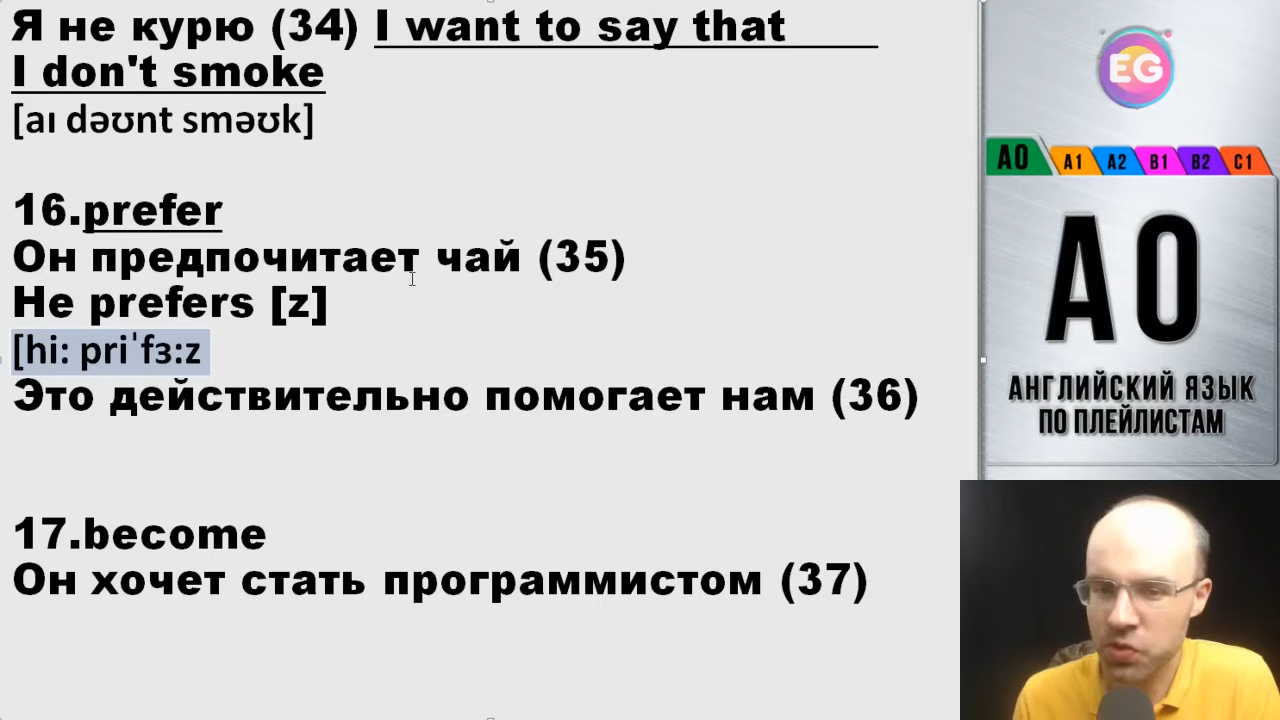 Я не курю (34) I want to say that
I don't smoke
[aɪ dəʊnt sməʊk]
16.prefer
Он предпочитает чай (35)
He prefers [z]
[hi: priˈfɜ:z
Это действительно помогает нам (36)
17.become
Он хочет стать программистом (37)
EG
A0 A1 A2 B1 B2 C1
A0
АНГЛИЙСКИЙ ЯЗЫК
ПО ПЛЕЙЛИСТАМ